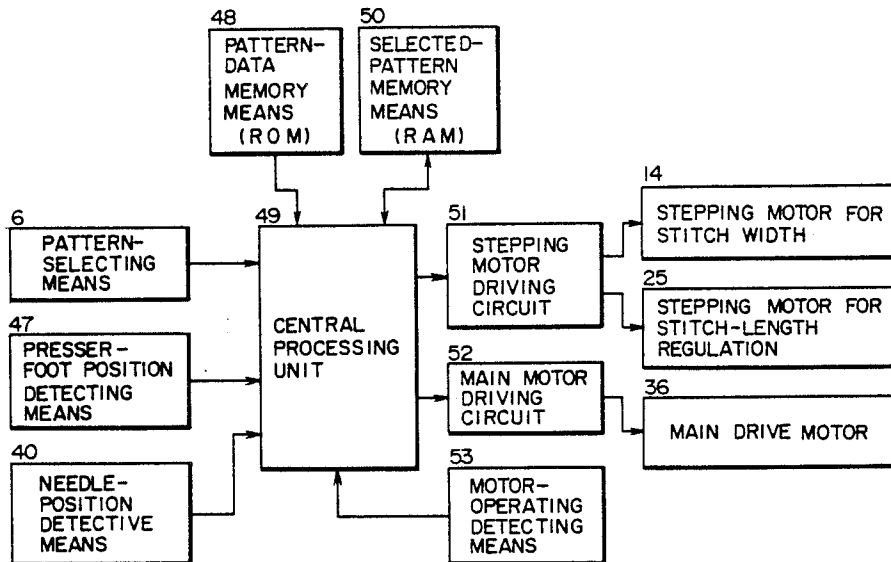 48
PATTERN-
DATA
MEMORY
MEANS
(ROM)
50
SELECTED-
PATTERN
MEMORY
MEANS
(RAM)
6
PATTERN-
SELECTING
MEANS
47
PRESSER-
FOOT POSITION
DETECTING
MEANS
40
NEEDLE-
POSITION
DETECTIVE
MEANS
49
CENTRAL
PROCESSING
UNIT
51
STEPPING
MOTOR
DRIVING
CIRCUIT
52
MAIN MOTOR
DRIVING
CIRCUIT
53
MOTOR-
OPERATING
DETECTING
MEANS
14
STEPPING MOTOR FOR
STITCH WIDTH
25
STEPPING MOTOR FOR
STITCH-LENGTH
REGULATION
36
MAIN DRIVE MOTOR